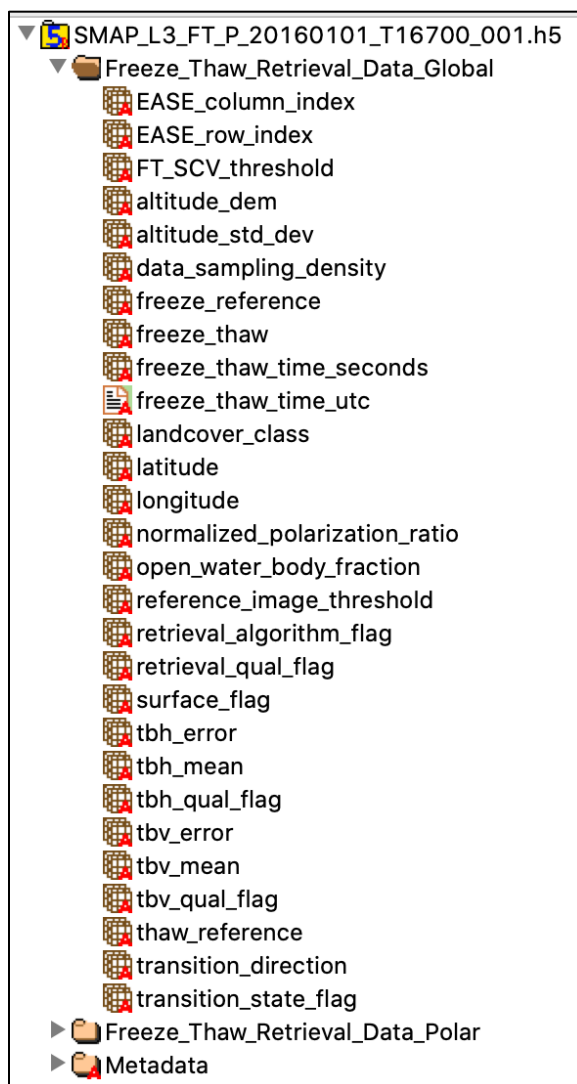 SMAP_L3_FT_P_20160101_T16700_001.h5
Freeze_Thaw_Retrieval_Data_Global
EASE_column_index
EASE_row_index
FT_SCV_threshold
altitude_dem
altitude_std_dev
data_sampling_density
freeze_reference
freeze_thaw
freeze_thaw_time_seconds
freeze_thaw_time_utc
landcover_class
latitude
longitude
normalized_polarization_ratio
open_water_body_fraction
reference_image_threshold
retrieval_algorithm_flag
retrieval_qual_flag
surface_flag
tbh_error
tbh_mean
tbh_qual_flag
tbv_error
tbv_mean
tbv_qual_flag
thaw_reference
transition_direction
transition_state_flag
Freeze_Thaw_Retrieval_Data_Polar
Metadata